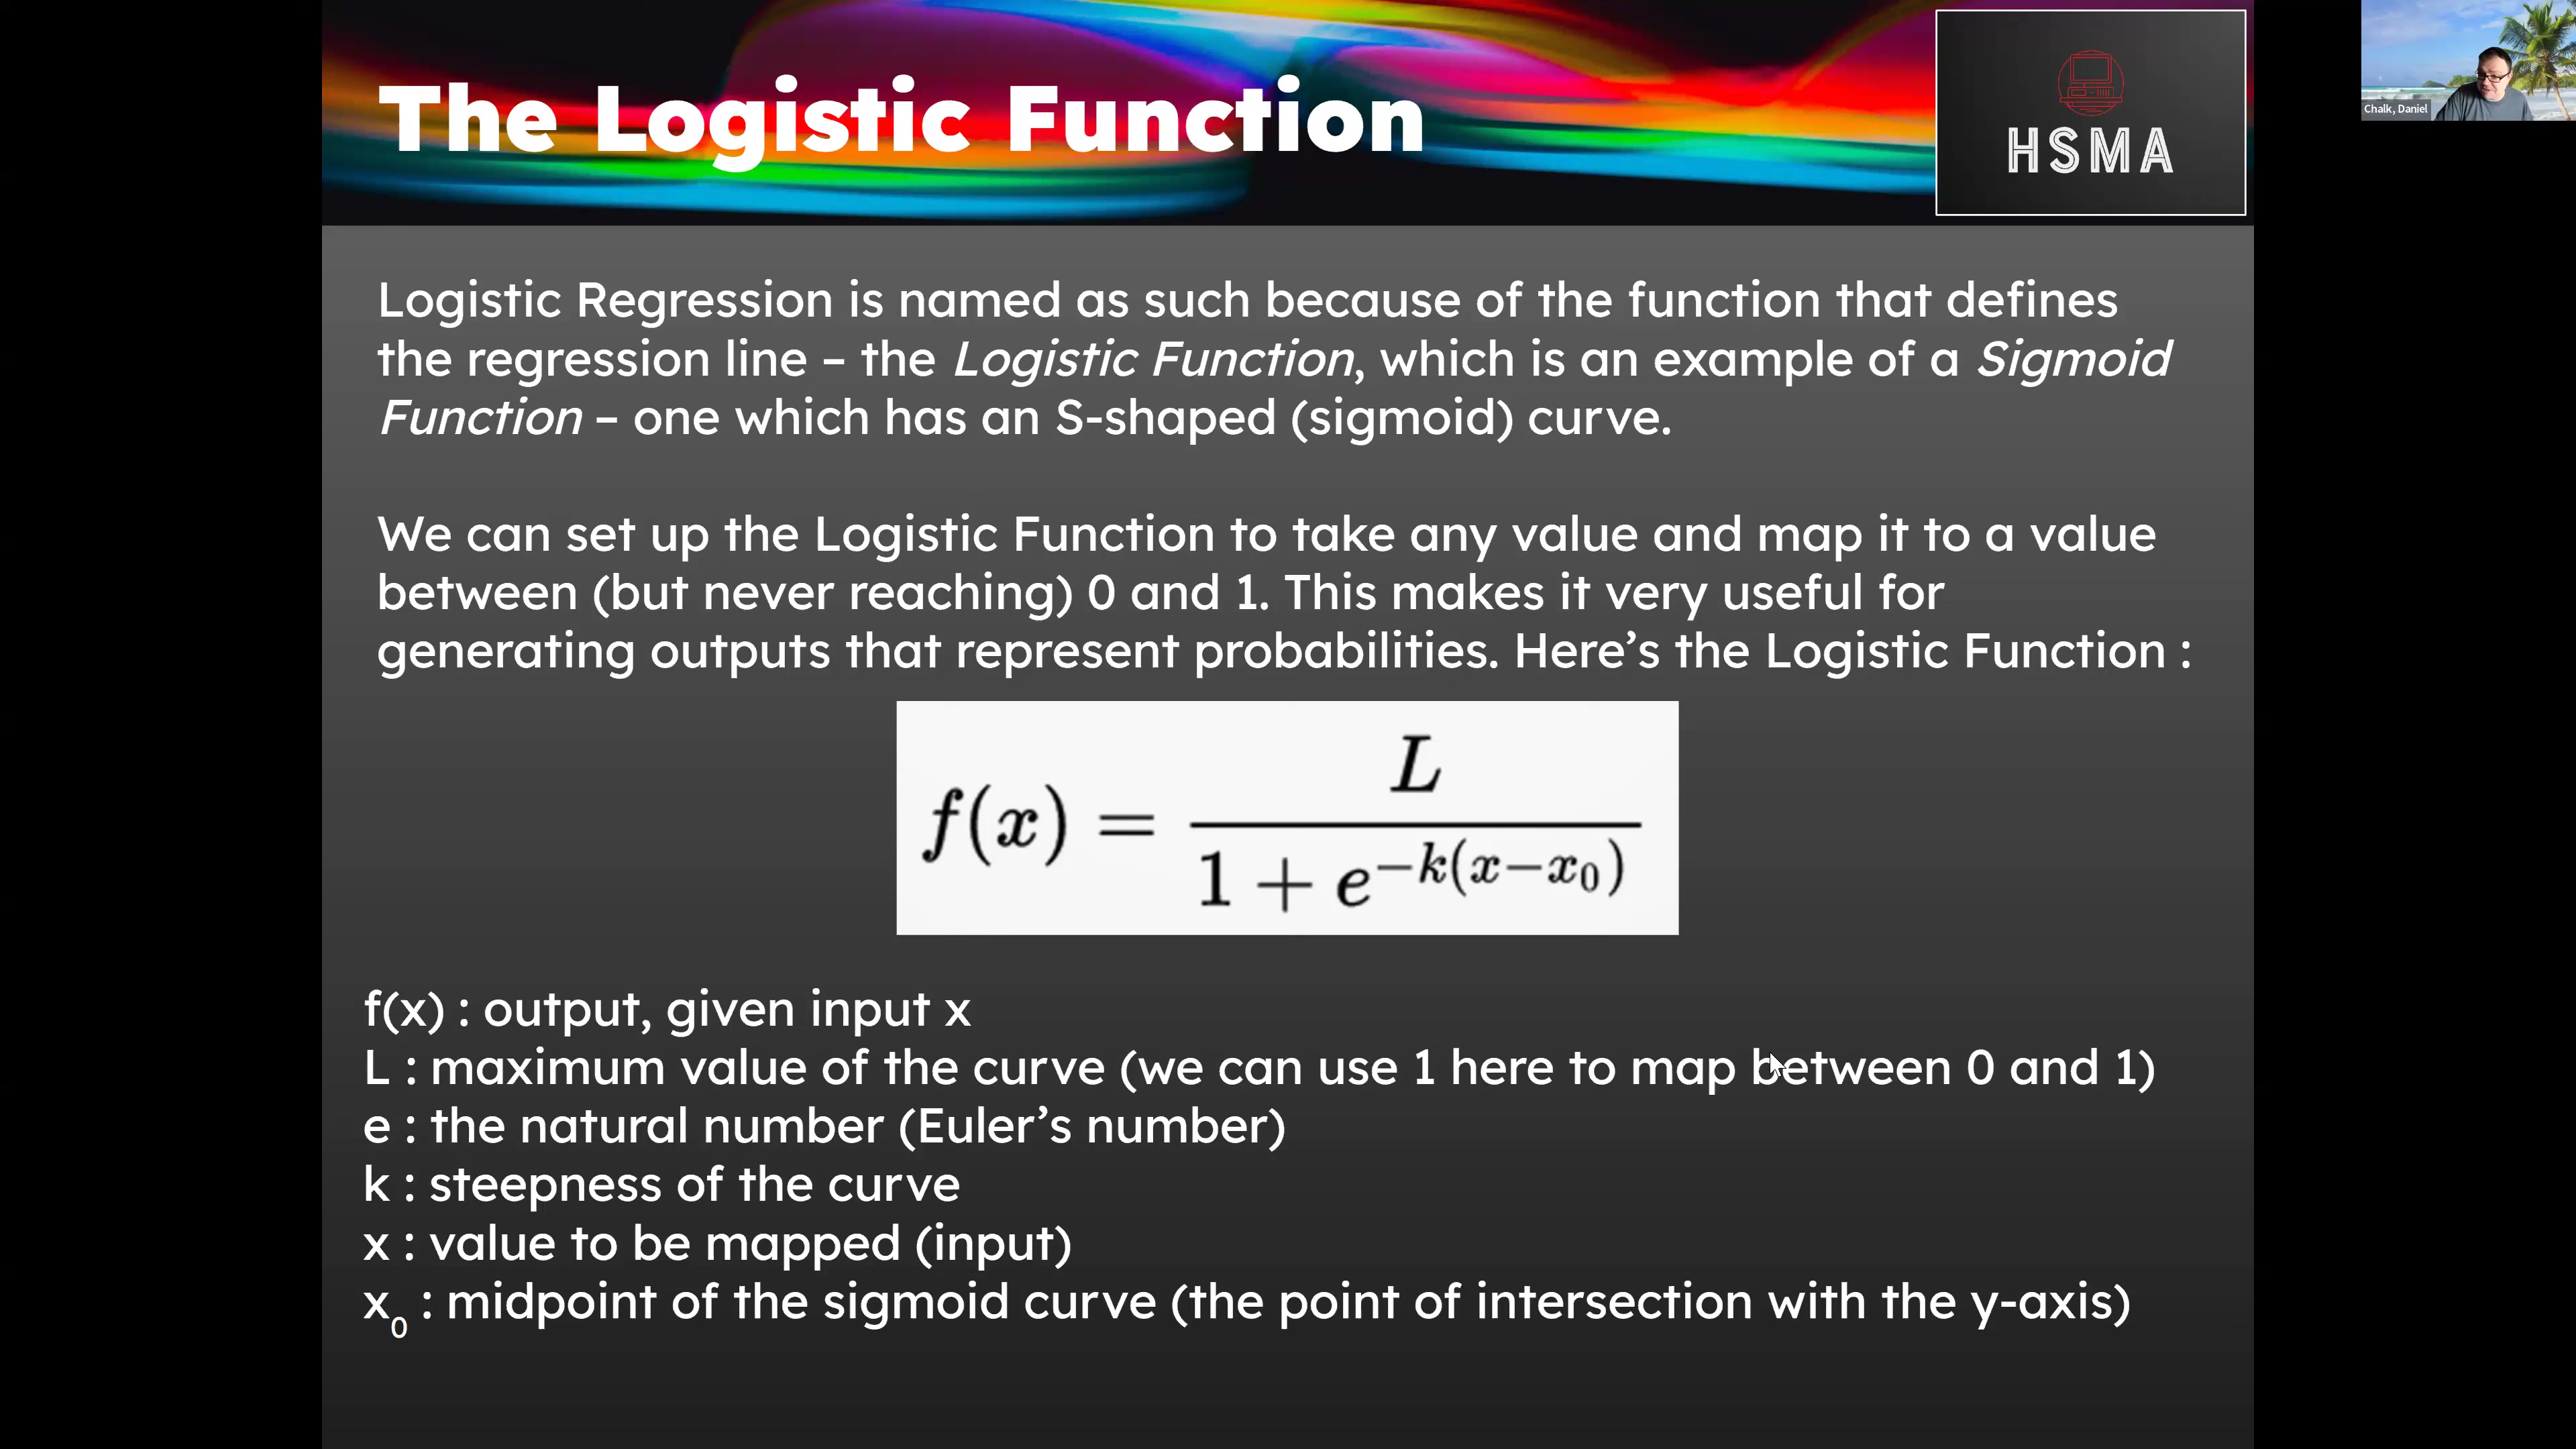 The Logistic Function
HSMA
Chalk, Daniel
Logistic Regression is named as such because of the function that defines
the regression line – the Logistic Function, which is an example of a Sigmoid
Function – one which has an S-shaped (sigmoid) curve.
We can set up the Logistic Function to take any value and map it to a value
between (but never reaching) 0 and 1. This makes it very useful for
generating outputs that represent probabilities. Here’s the Logistic Function :
f(x) = L / (1 + e^{−k(x−x₀)})
f(x) : output, given input x
L : maximum value of the curve (we can use 1 here to map between 0 and 1)
e : the natural number (Euler’s number)
k : steepness of the curve
x : value to be mapped (input)
x₀ : midpoint of the sigmoid curve (the point of intersection with the y-axis)